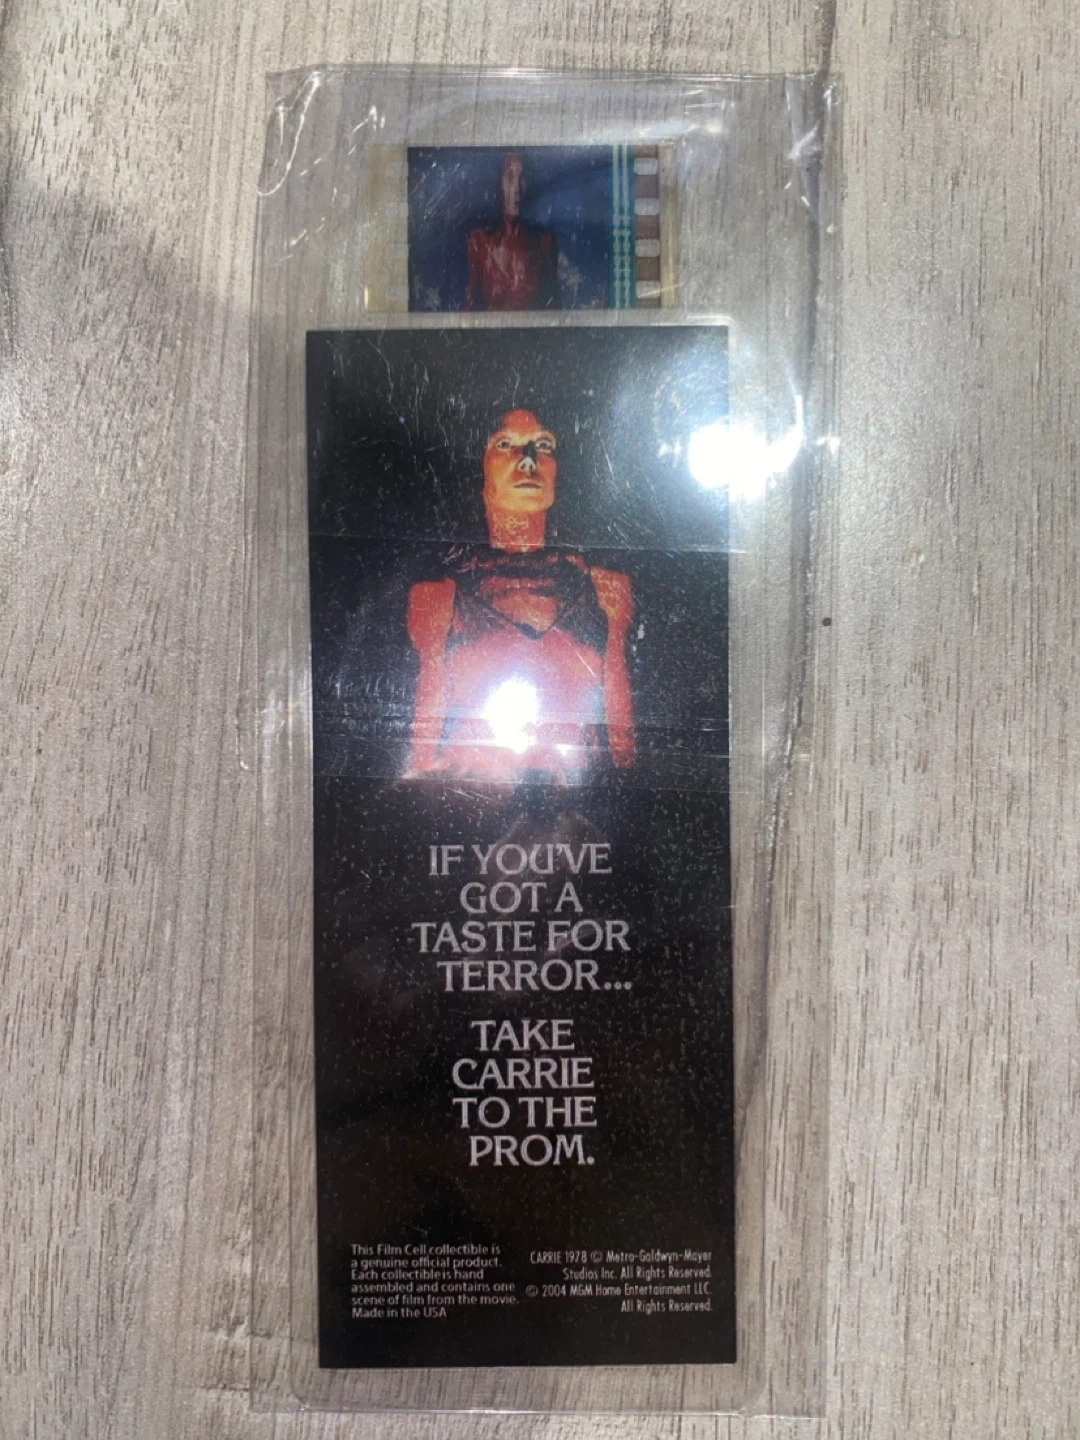 IF YOU'VE
GOT A
TASTE FOR
TERROR...
TAKE
CARRIE
TO THE
PROM.
This Film Cell collectible is
a genuine official product.
Each collectible is hand
assembled and contains one
scene of film from the movie.
Made in the USA
CARRIE 1978 © Metro-Goldwyn-Mayer
Studios Inc. All Rights Reserved.
© 2004 MGM Home Entertainment LLC.
All Rights Reserved.